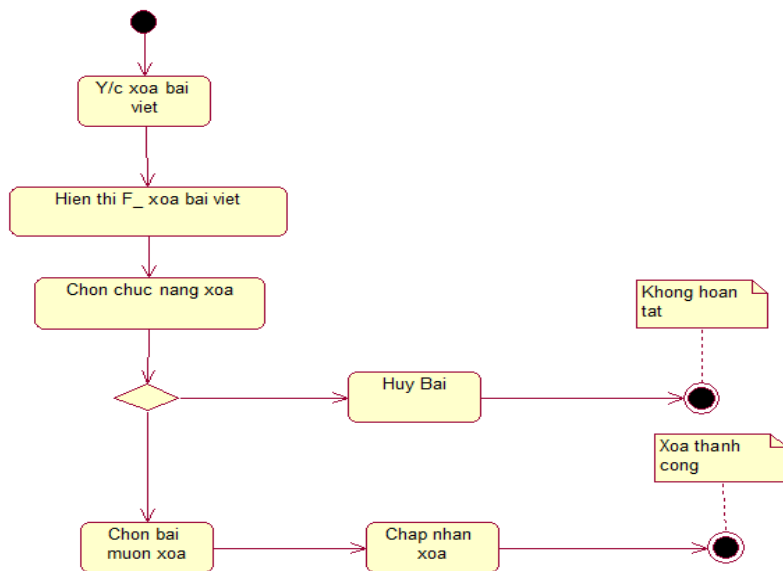 Y/c xoa bai
viet
Hien thi F_ xoa bai viet
Chon chuc nang xoa
Khong hoan
tat
Huy Bai
Xoa thanh
cong
Chon bai
muon xoa
Chap nhan
xoa